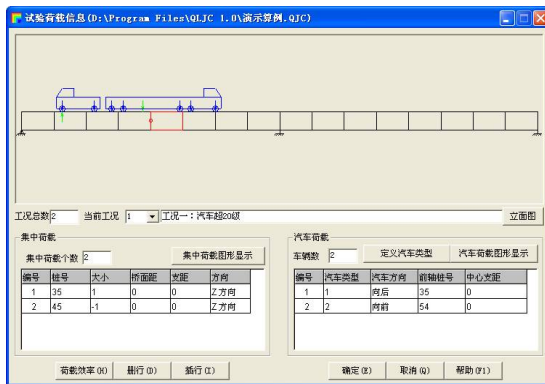 试验荷载信息(D:\Program Files\QLJC 1.0\演示算例.QJC)
工况总数 2 当前工况 1 工况一：汽车超20级 立面图
集中荷载
集中荷载个数 2 集中荷载图形显示
编号 桩号 大小 桥面距 支距 方向
1 35 1 0 0 Z方向
2 45 -1 0 0 Z方向
汽车荷载
车辆数 2 定义汽车类型 汽车荷载图形显示
编号 汽车类型 汽车方向 前轴桩号 中心支距
1 1 向后 35 0
2 2 向前 54 0
荷载效率(H) 删行(D) 插行(I) 确定(E) 取消(Q) 帮助(F1)